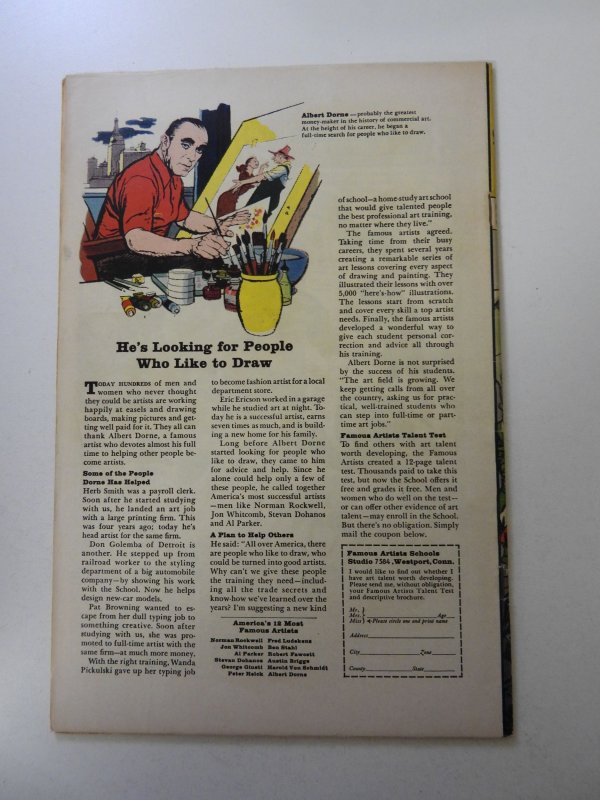 Albert Dorne—probably the greatest
money-maker in the history of commercial art.
At the height of his career, he began a
full-time search for people who like to draw.
He's Looking for People
Who Like to Draw
TODAY HUNDREDS of men and
women who never thought
they could be artists are working
happily at easels and drawing
boards, making pictures and get-
ting well paid for it. They all can
thank Albert Dorne, a famous
artist who devotes almost his full
time to helping other people be-
come artists.
Some of the People
Dorne Has Helped
Herb Smith was a payroll clerk.
Soon after he started studying
with us, he landed an art job
with a large printing firm. This
was four years ago; today he's
head artist for the same firm.
Don Golemba of Detroit is
another. He stepped up from
railroad worker to the styling
department of a big automobile
company—by showing his work
with the School. Now he helps
design new-car models.
Pat Browning wanted to es-
cape from her dull typing job to
something creative. Soon after
studying with us, she was pro-
moted to full-time artist with the
same firm—at much more money.
With the right training, Wanda
Pickulski gave up her typing job
to become fashion artist for a local
department store.
Eric Ericson worked in a garage
while he studied art at night. To-
day he is a successful artist, earns
seven times as much, and is build-
ing a new home for his family.
Long before Albert Dorne
started looking for people who
like to draw, they came to him
for advice and help. Since he
alone could help only a few of
these people, he called together
America's most successful artists
—men like Norman Rockwell,
Jon Whitcomb, Stevan Dohanos
and Al Parker.
A Plan to Help Others
He said: "All over America, there
are people who like to draw, who
could be turned into good artists.
Why can't we give these people
the training they need—includ-
ing all the trade secrets and
know-how we've learned over the
years? I'm suggesting a new kind
America's 12 Most
Famous Artists
Norman Rockwell Fred Ludekens
Jon Whitcomb Ben Stahl
Al Parker Robert Fawcett
Stevan Dohanos Austin Briggs
George Giusti Harold Von Schmidt
Peter Helck Albert Dorne
of school—a home study art school
that would give talented people
the best professional art training,
no matter where they live."
The famous artists agreed.
Taking time from their busy
careers, they spent several years
creating a remarkable series of
art lessons covering every aspect
of drawing and painting. They
illustrated their lessons with over
5,000 "here's-how" illustrations.
The lessons start from scratch
and cover every skill a top artist
needs. Finally, the famous artists
developed a wonderful way to
give each student personal cor-
rection and advice all through
his training.
Albert Dorne is not surprised
by the success of his students.
"The art field is growing. We
keep getting calls from all over
the country, asking us for prac-
tical, well-trained students who
can step into full-time or part-
time art jobs."
Famous Artists Talent Test
To find others with art talent
worth developing, the Famous
Artists created a 12-page talent
test. Thousands paid to take this
test, but now the School offers it
free and grades it free. Men and
women who do well on the test—
or can offer other evidence of art
talent—may enroll in the School.
But there's no obligation. Simply
mail the coupon below.
Famous Artists Schools
Studio 7584, Westport, Conn.
I would like to find out whether I
have art talent worth developing.
Please send me, without obligation,
your Famous Artists Talent Test
and descriptive brochure.
Mr.
Mrs. Age
Miss Please circle one and print name
Address
City Zone
County State